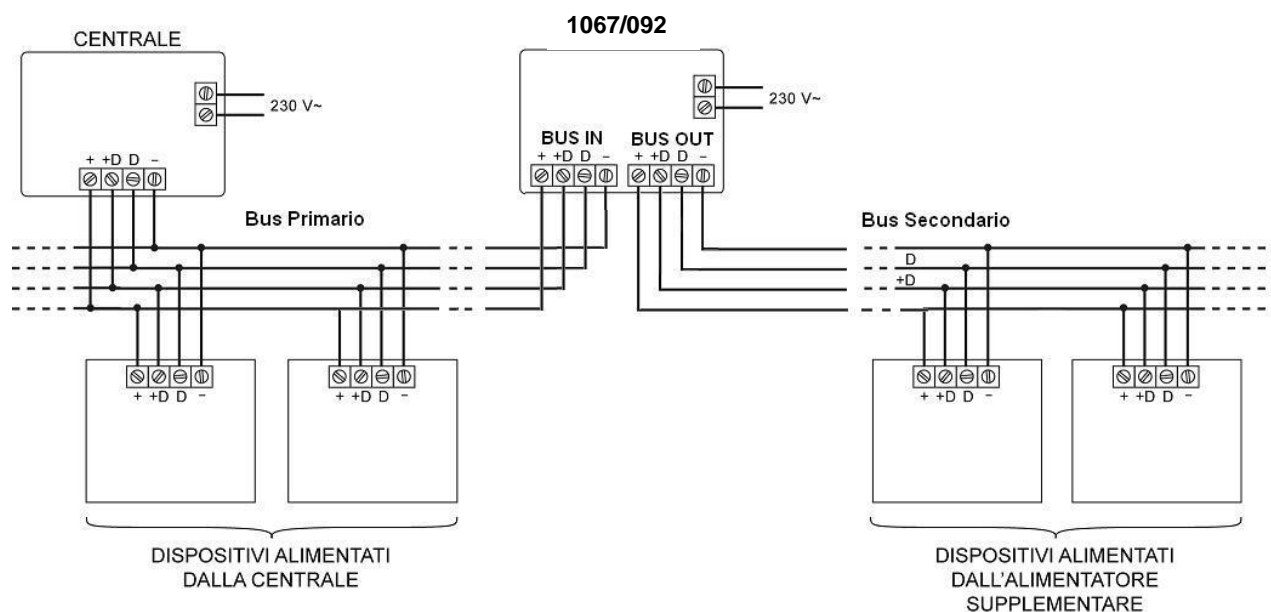 1067/092
CENTRALE
230 V~
230 V~
BUS IN BUS OUT
+ +D D – + +D D –
+ +D D –
Bus Primario
Bus Secondario
D
+D
+ +D D – + +D D – + +D D – + +D D –
DISPOSITIVI ALIMENTATI
DALLA CENTRALE
DISPOSITIVI ALIMENTATI
DALL'ALIMENTATORE
SUPPLEMENTARE